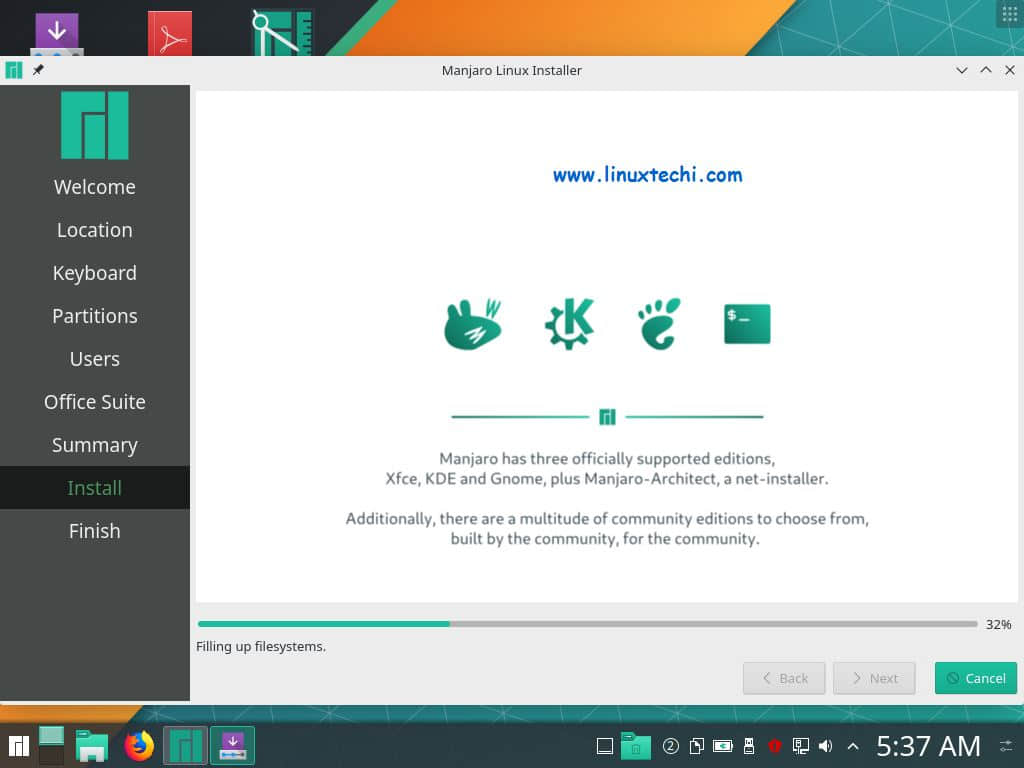 Manjaro Linux Installer
Welcome
Location
Keyboard
Partitions
Users
Office Suite
Summary
Install
Finish
www.linuxtechi.com
$_
Manjaro has three officially supported editions,
Xfce, KDE and Gnome, plus Manjaro-Architect, a net-installer.
Additionally, there are a multitude of community editions to choose from,
built by the community, for the community.
32%
Filling up filesystems.
Back
Next
Cancel
2
5:37 AM